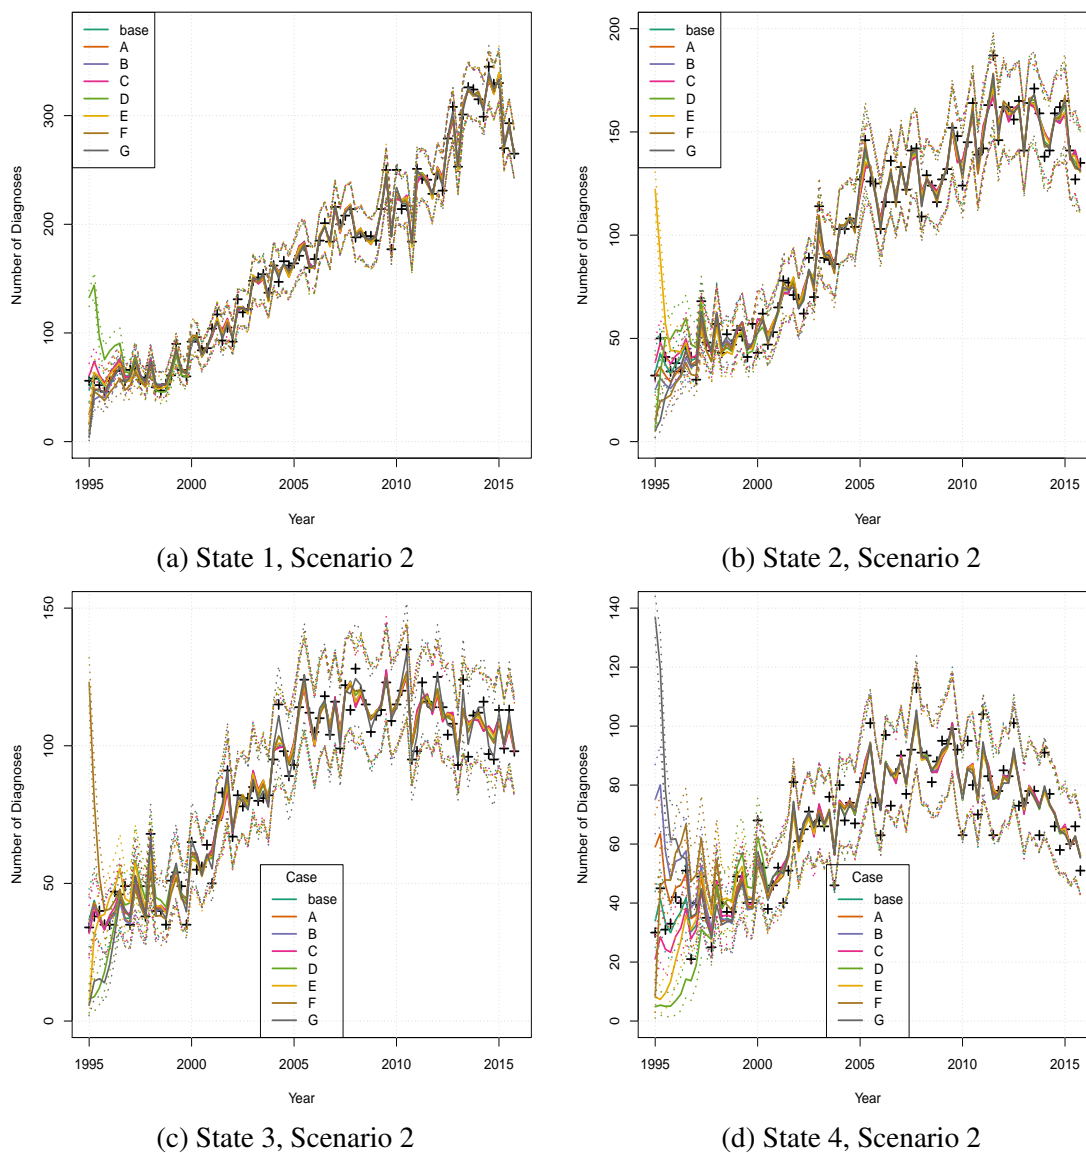 base
A
B
C
D
E
F
G
Number of Diagnoses
0
100
200
300
1995
2000
2005
2010
2015
Year
(a) State 1, Scenario 2
base
A
B
C
D
E
F
G
Number of Diagnoses
0
50
100
150
200
1995
2000
2005
2010
2015
Year
(b) State 2, Scenario 2
Number of Diagnoses
0
50
100
150
Case
base
A
B
C
D
E
F
G
1995
2000
2005
2010
2015
Year
(c) State 3, Scenario 2
Number of Diagnoses
0
20
40
60
80
100
120
140
Case
base
A
B
C
D
E
F
G
1995
2000
2005
2010
2015
Year
(d) State 4, Scenario 2